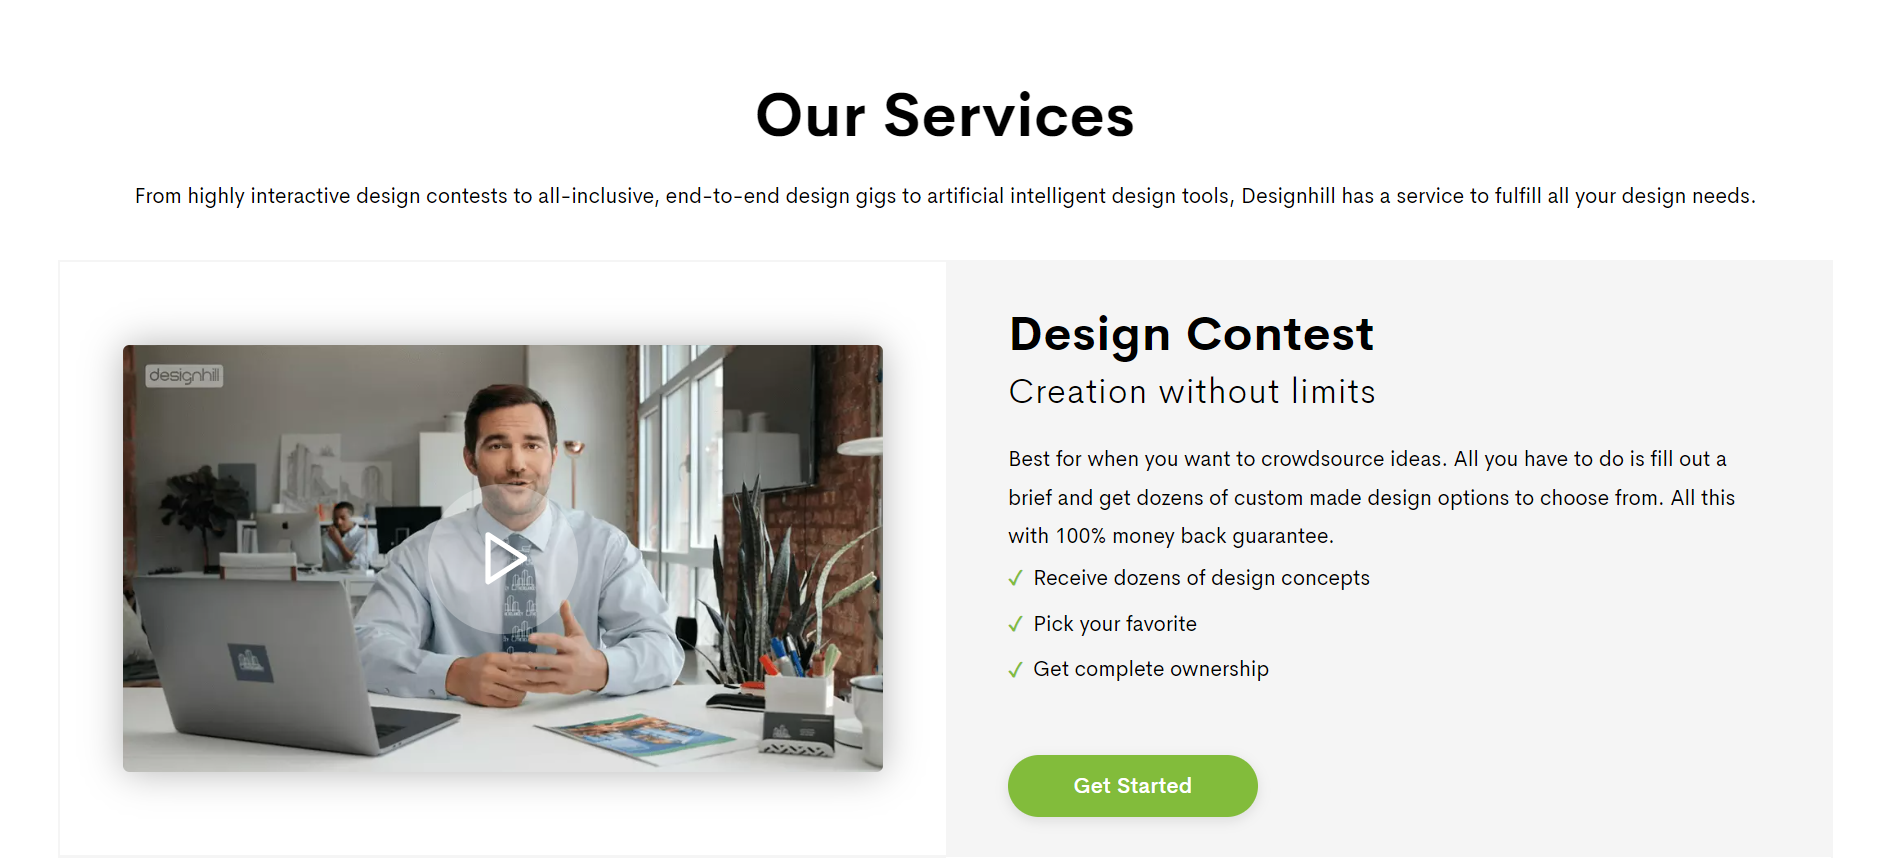 Our Services
From highly interactive design contests to all-inclusive, end-to-end design gigs to artificial intelligent design tools, Designhill has a service to fulfill all your design needs.
designhill
Design Contest
Creation without limits
Best for when you want to crowdsource ideas. All you have to do is fill out a
brief and get dozens of custom made design options to choose from. All this
with 100% money back guarantee.
✓ Receive dozens of design concepts
✓ Pick your favorite
✓ Get complete ownership
Get Started